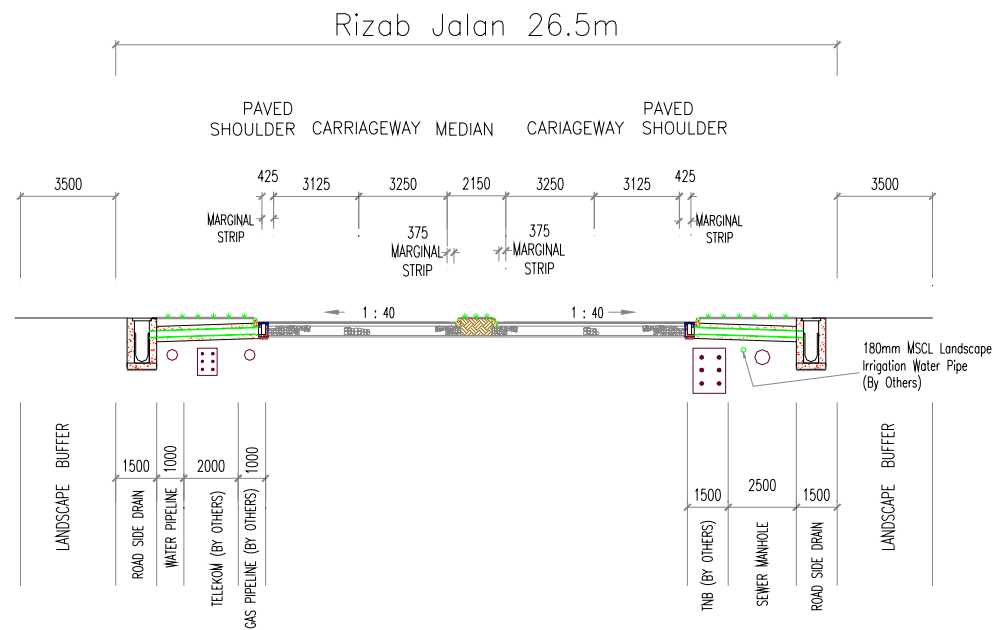 Rizab Jalan 26.5m
PAVED
SHOULDER
CARRIAGEWAY
MEDIAN
CARIAGEWAY
PAVED
SHOULDER
3500
425
3125
3250
2150
3250
3125
425
3500
MARGINAL
STRIP
375
MARGINAL
STRIP
375
MARGINAL
STRIP
MARGINAL
STRIP
1 : 40
1 : 40
180mm MSCL Landscape
Irrigation Water Pipe
(By Others)
LANDSCAPE BUFFER
1500
1000
2000
1000
ROAD SIDE DRAIN
WATER PIPELINE
TELEKOM (BY OTHERS)
GAS PIPELINE (BY OTHERS)
1500
2500
1500
TNB (BY OTHERS)
SEWER MANHOLE
ROAD SIDE DRAIN
LANDSCAPE BUFFER